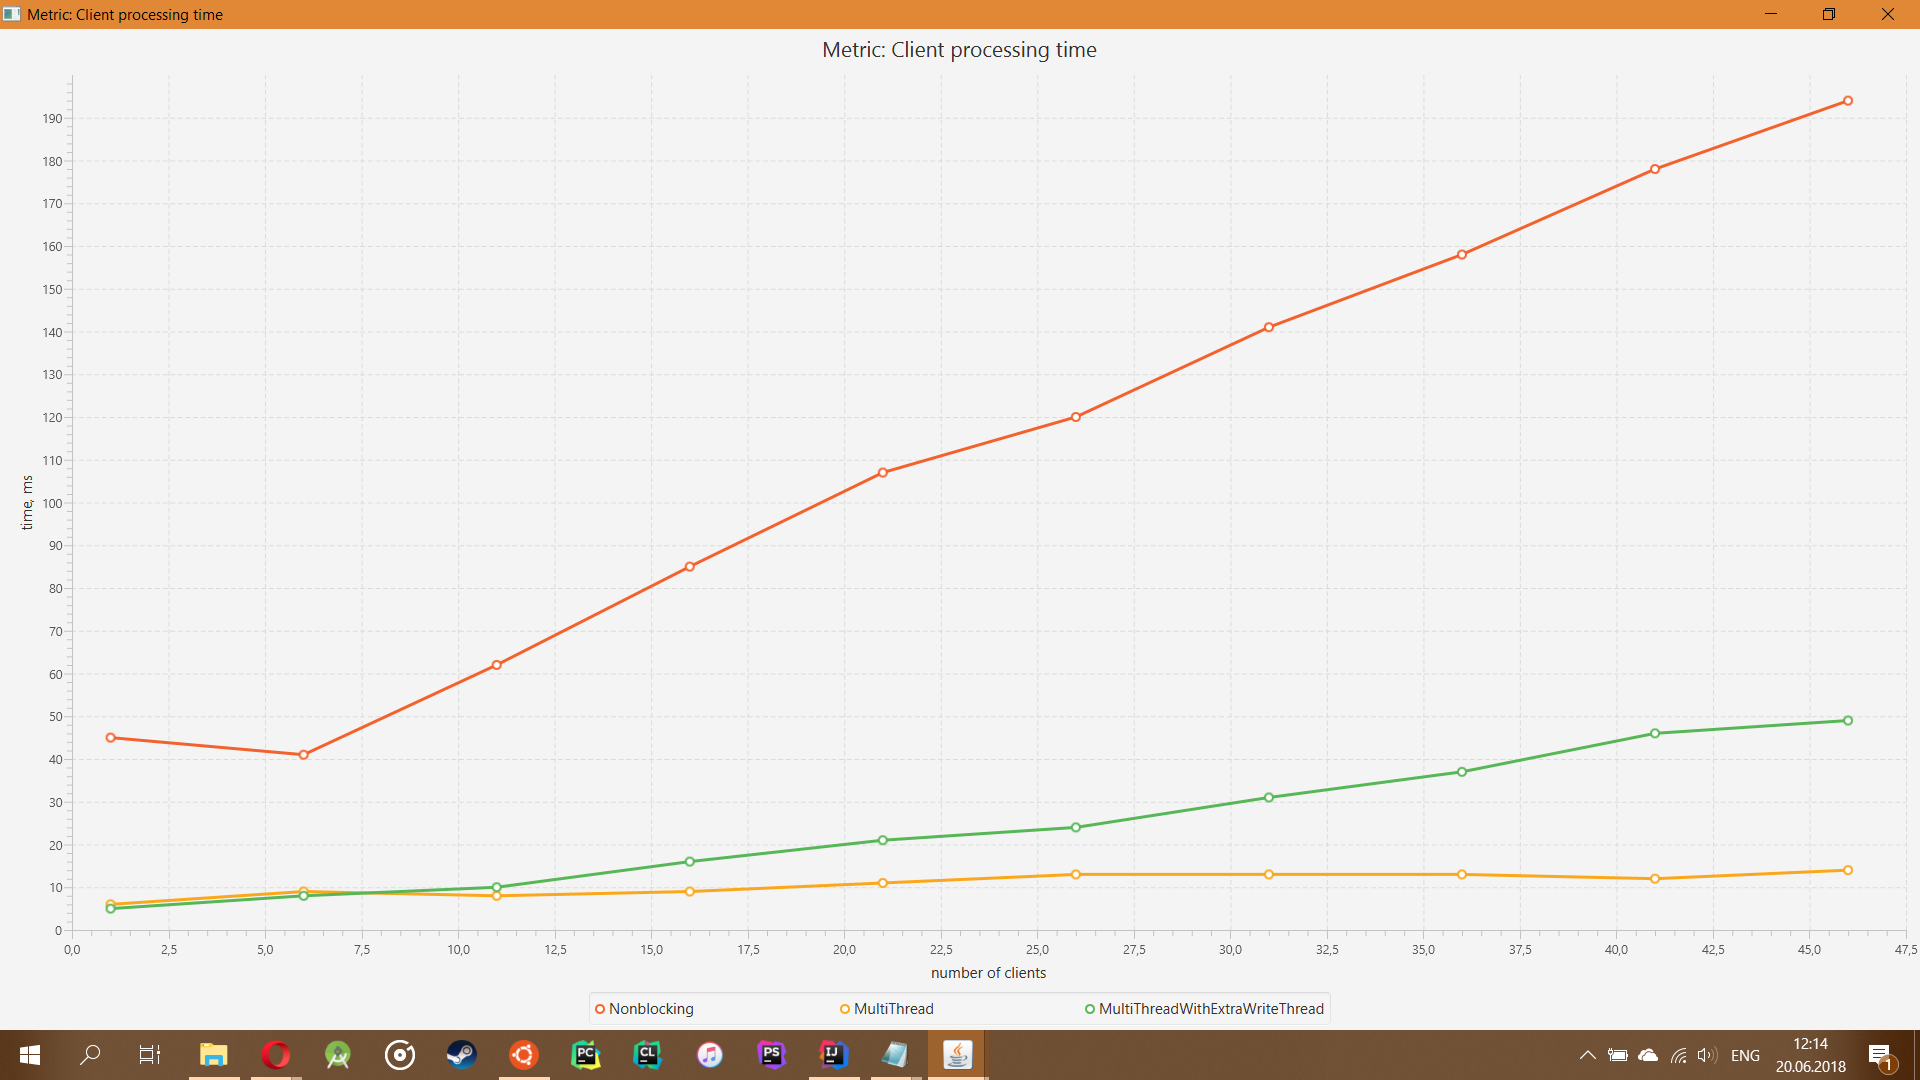 Metric: Client processing time
Metric: Client processing time
190
180
170
160
150
140
130
120
110
100
90
80
70
60
50
40
30
20
10
0
time, ms
0,0 2,5 5,0 7,5 10,0 12,5 15,0 17,5 20,0 22,5 25,0 27,5 30,0 32,5 35,0 37,5 40,0 42,5 45,0 47,5
number of clients
Nonblocking MultiThread MultiThreadWithExtraWriteThread
PC CL PS IJ
ENG
12:14
20.06.2018
1